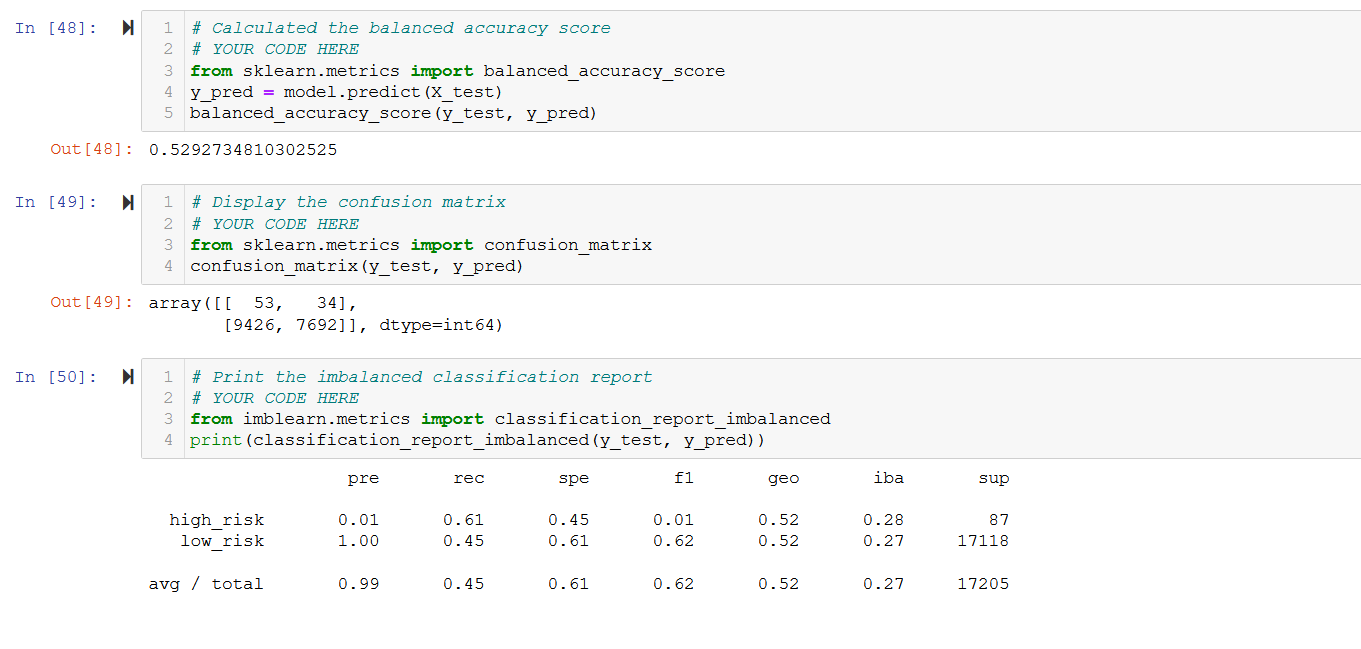 In [48]:
1 # Calculated the balanced accuracy score
2 # YOUR CODE HERE
3 from sklearn.metrics import balanced_accuracy_score
4 y_pred = model.predict(X_test)
5 balanced_accuracy_score(y_test, y_pred)
Out[48]: 0.5292734810302525
In [49]:
1 # Display the confusion matrix
2 # YOUR CODE HERE
3 from sklearn.metrics import confusion_matrix
4 confusion_matrix(y_test, y_pred)
Out[49]: array([[  53,   34],
[9426, 7692]], dtype=int64)
In [50]:
1 # Print the imbalanced classification report
2 # YOUR CODE HERE
3 from imblearn.metrics import classification_report_imbalanced
4 print(classification_report_imbalanced(y_test, y_pred))
pre rec spe f1 geo iba sup
high_risk 0.01 0.61 0.45 0.01 0.52 0.28 87
low_risk 1.00 0.45 0.61 0.62 0.52 0.27 17118
avg / total 0.99 0.45 0.61 0.62 0.52 0.27 17205